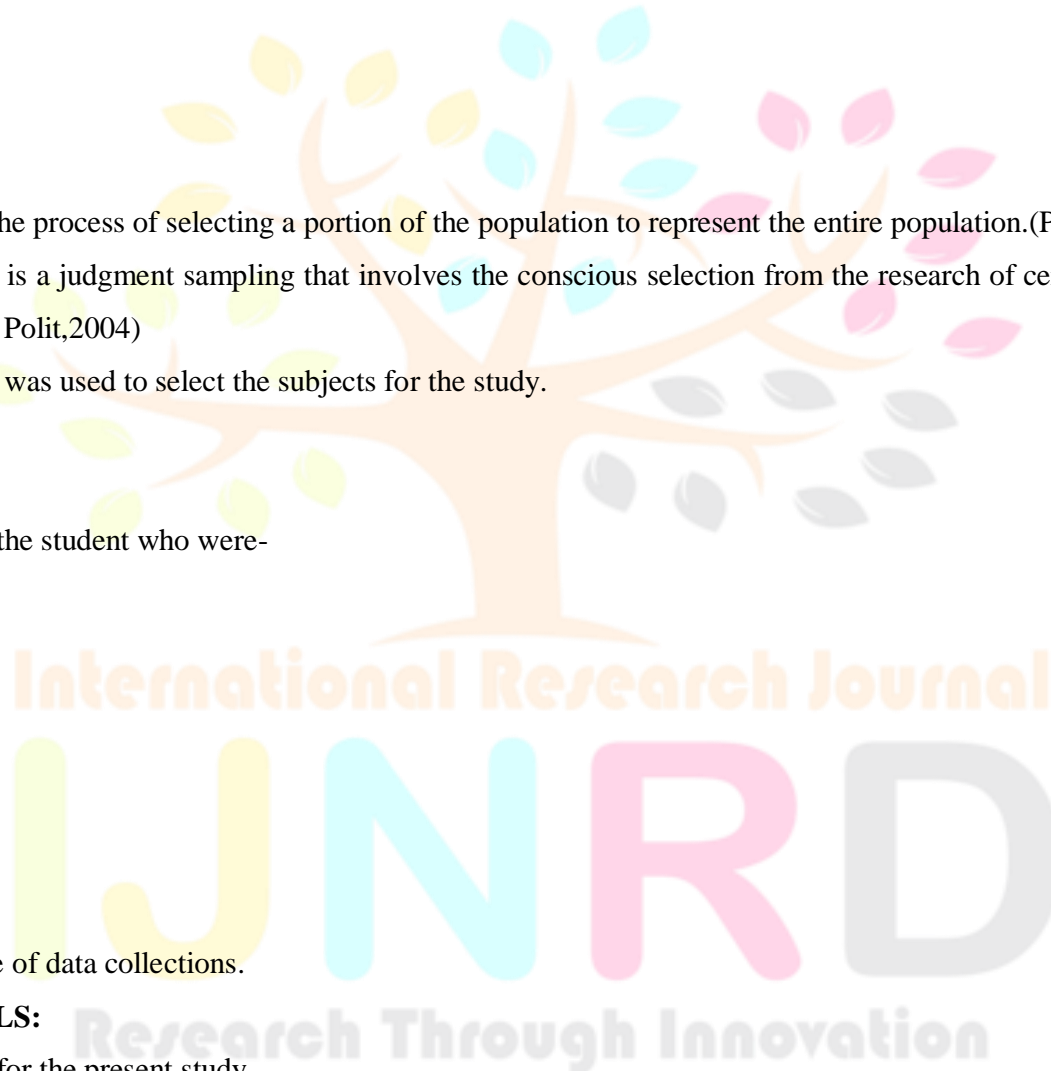 he process of selecting a portion of the population to represent the entire population.(P
is a judgment sampling that involves the conscious selection from the research of ce
Polit,2004)
was used to select the subjects for the study.
the student who were-
International Research Journal
IJNRD
e of data collections.
LS:
Research Through Innovation
for the present study